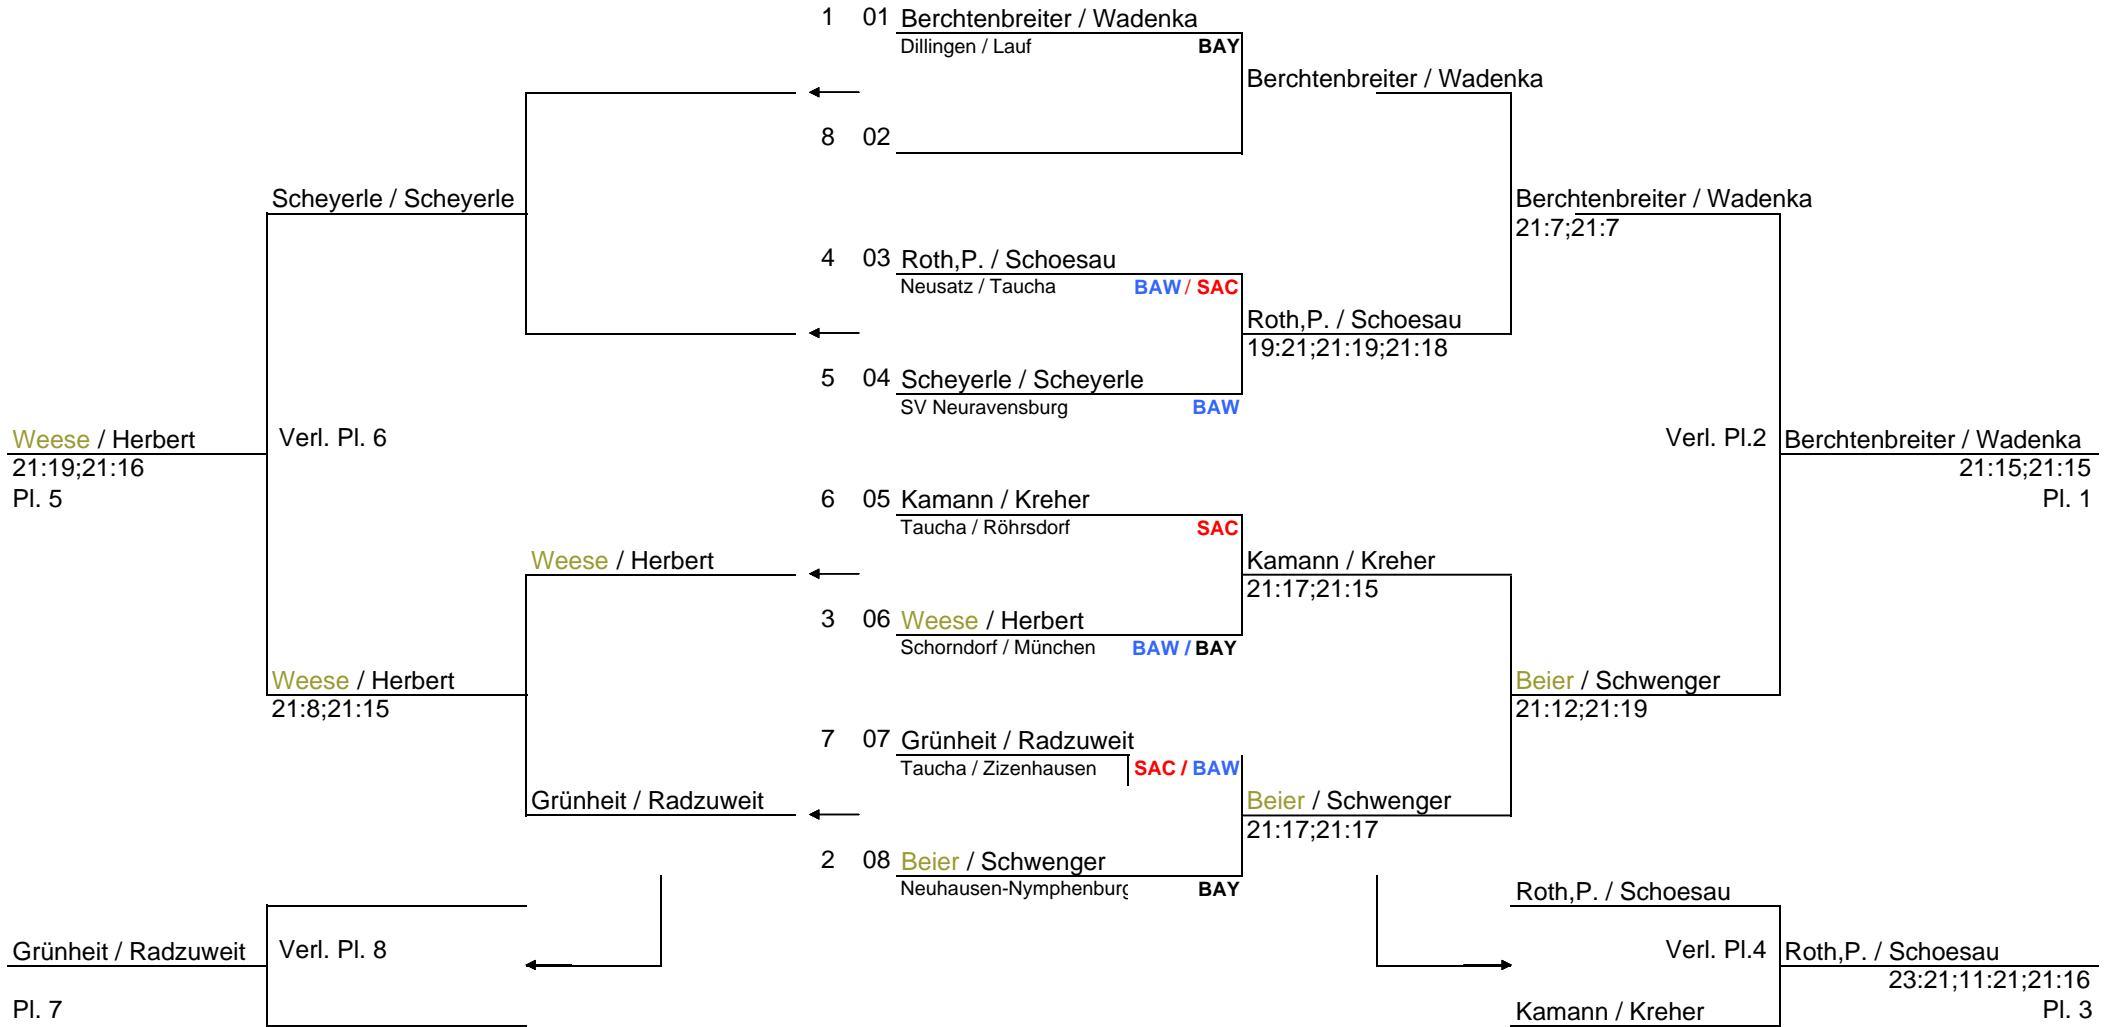 1 01 Berchtenbreiter / Wadenka
Dillingen / Lauf BAY
Berchtenbreiter / Wadenka
8 02
Scheyerle / Scheyerle
Berchtenbreiter / Wadenka
21:7;21:7
4 03 Roth,P. / Schoesau
Neusatz / Taucha BAW / SAC
Roth,P. / Schoesau
19:21;21:19;21:18
5 04 Scheyerle / Scheyerle
SV Neuravensburg BAW
Weese / Herbert
21:19;21:16
Pl. 5
Verl. Pl. 6
Verl. Pl.2
Berchtenbreiter / Wadenka
21:15;21:15
Pl. 1
6 05 Kamann / Kreher
Taucha / Röhrsdorf SAC
Weese / Herbert
Kamann / Kreher
21:17;21:15
3 06 Weese / Herbert
Schorndorf / München BAW / BAY
Weese / Herbert
21:8;21:15
Beier / Schwenger
21:12;21:19
7 07 Grünheit / Radzuweit
Taucha / Zizenhausen SAC / BAW
Grünheit / Radzuweit
Beier / Schwenger
21:17;21:17
2 08 Beier / Schwenger
Neuhausen-Nymphenburg BAY
Roth,P. / Schoesau
Grünheit / Radzuweit
Verl. Pl. 8
Verl. Pl.4
Roth,P. / Schoesau
23:21;11:21;21:16
Pl. 7
Kamann / Kreher
Pl. 3